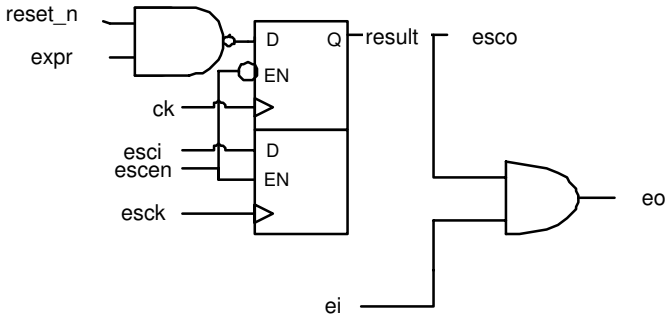 reset_n
expr
D
Q
result
esco
EN
ck
esci
D
escen
EN
eo
esck
ei